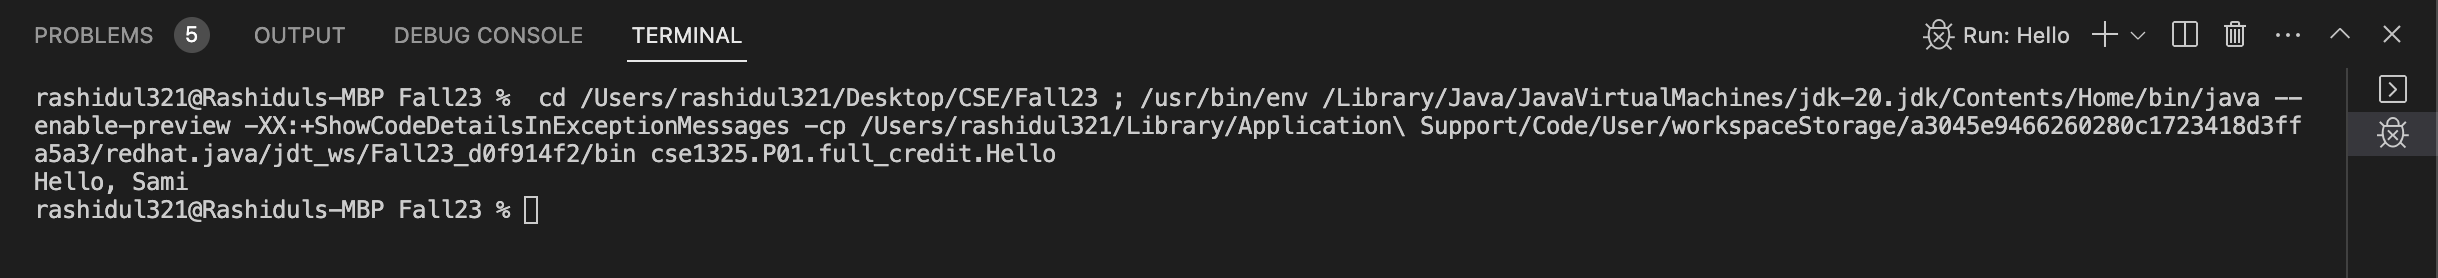 PROBLEMS 5 OUTPUT DEBUG CONSOLE TERMINAL Run: Hello
rashidul321@Rashiduls-MBP Fall23 %  cd /Users/rashidul321/Desktop/CSE/Fall23 ; /usr/bin/env /Library/Java/JavaVirtualMachines/jdk-20.jdk/Contents/Home/bin/java --
enable-preview -XX:+ShowCodeDetailsInExceptionMessages -cp /Users/rashidul321/Library/Application\ Support/Code/User/workspaceStorage/a3045e9466260280c1723418d3ff
a5a3/redhat.java/jdt_ws/Fall23_d0f914f2/bin cse1325.P01.full_credit.Hello
Hello, Sami
rashidul321@Rashiduls-MBP Fall23 %